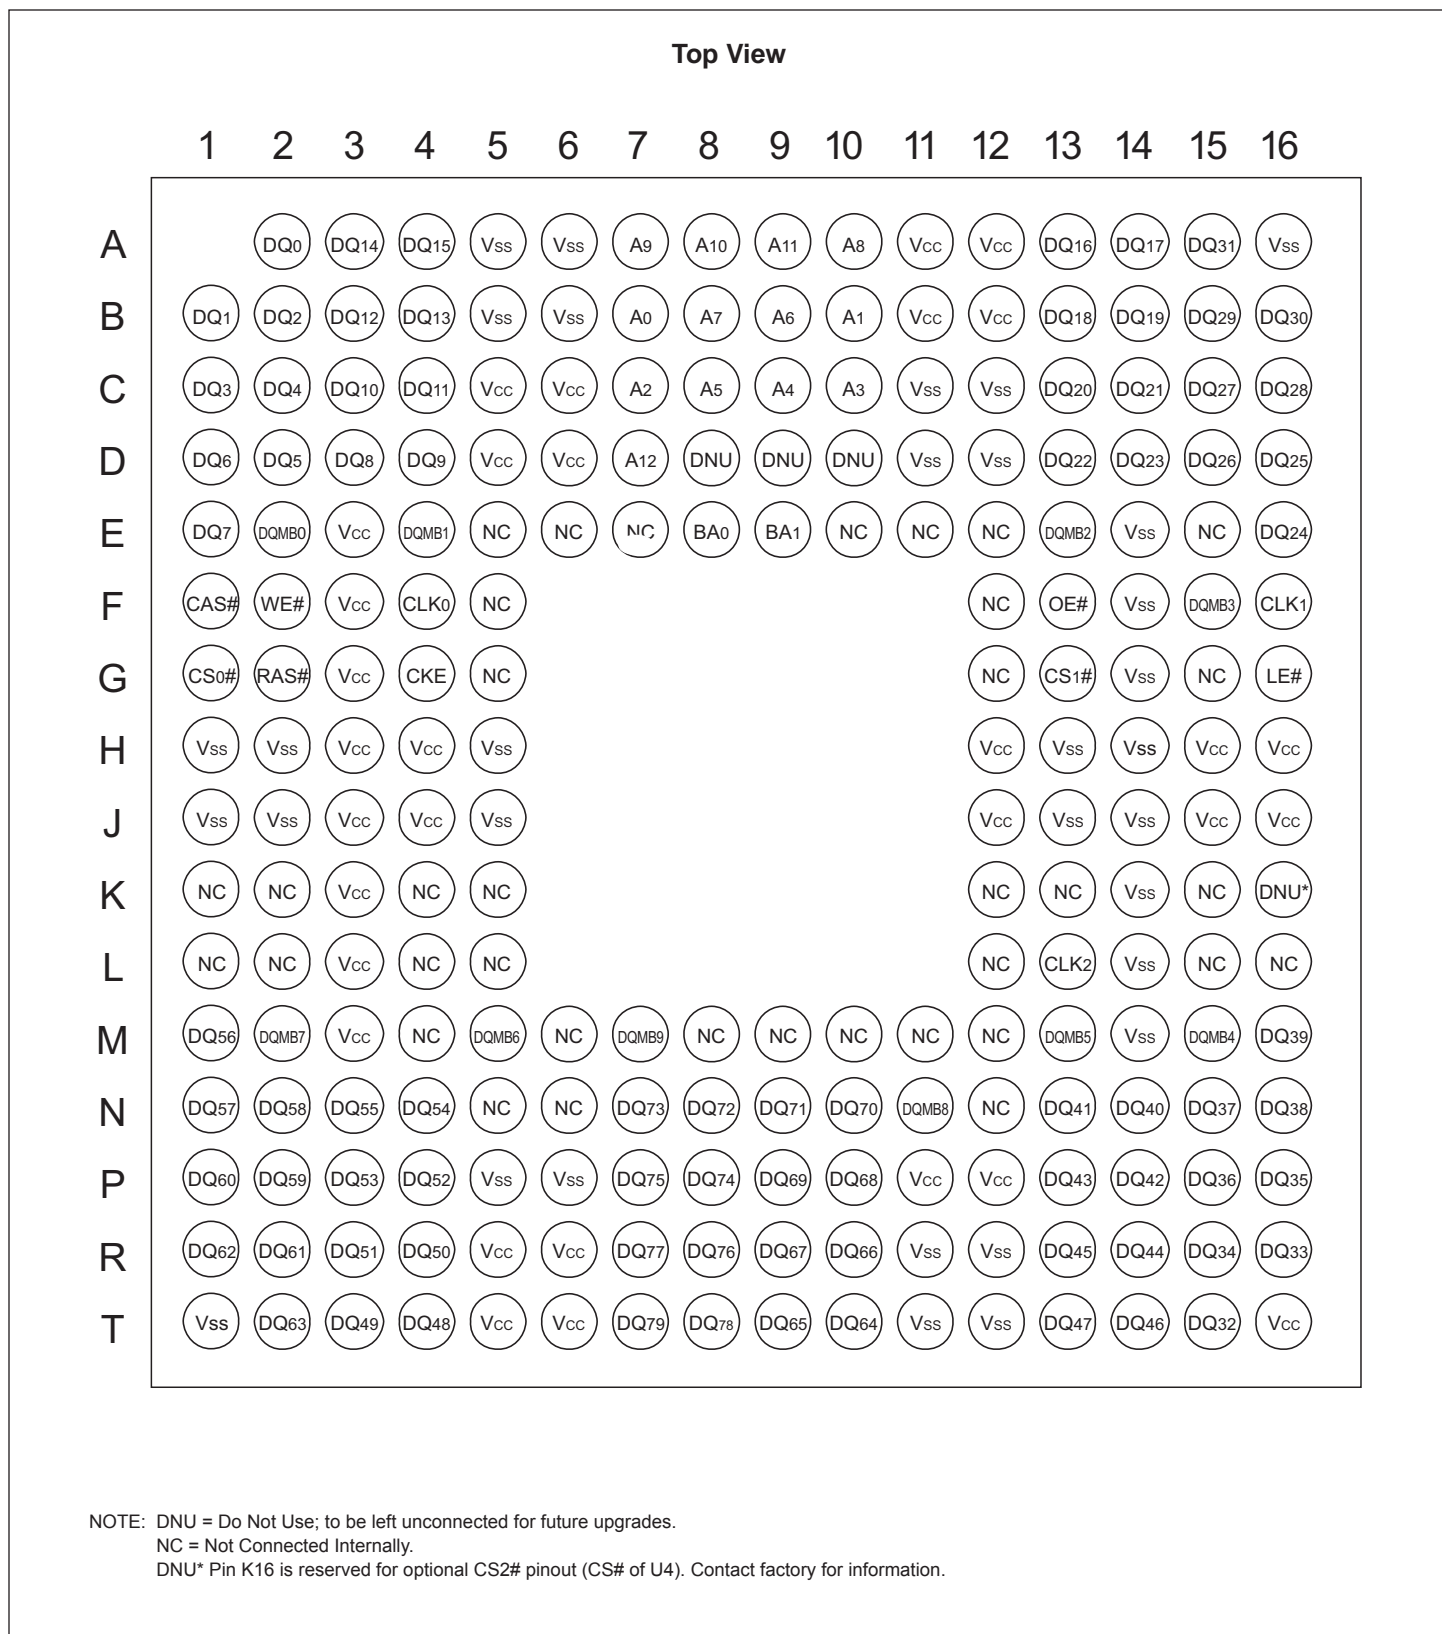 Top View
1 2 3 4 5 6 7 8 9 10 11 12 13 14 15 16
A DQ0 DQ14 DQ15 Vss Vss A9 A10 A11 A8 Vcc Vcc DQ16 DQ17 DQ31 Vss
B DQ1 DQ2 DQ12 DQ13 Vss Vss A0 A7 A6 A1 Vcc Vcc DQ18 DQ19 DQ29 DQ30
C DQ3 DQ4 DQ10 DQ11 Vcc Vcc A2 A5 A4 A3 Vss Vss DQ20 DQ21 DQ27 DQ28
D DQ6 DQ5 DQ8 DQ9 Vcc Vcc A12 DNU DNU DNU Vss Vss DQ22 DQ23 DQ26 DQ25
E DQ7 DQMB0 Vcc DQMB1 NC NC NC BA0 BA1 NC NC NC DQMB2 Vss NC DQ24
F CAS# WE# Vcc CLK0 NC NC OE# Vss DQMB3 CLK1
G CS0# RAS# Vcc CKE NC NC CS1# Vss NC LE#
H Vss Vss Vcc Vcc Vss Vcc Vss Vss Vcc Vcc
J Vss Vss Vcc Vcc Vss Vcc Vss Vss Vcc Vcc
K NC NC Vcc NC NC NC NC Vss NC DNU*
L NC NC Vcc NC NC NC CLK2 Vss NC NC
M DQ56 DQMB7 Vcc NC DQMB6 NC DQMB9 NC NC NC NC NC DQMB5 Vss DQMB4 DQ39
N DQ57 DQ58 DQ55 DQ54 NC NC DQ73 DQ72 DQ71 DQ70 DQMB8 NC DQ41 DQ40 DQ37 DQ38
P DQ60 DQ59 DQ53 DQ52 Vss Vss DQ75 DQ74 DQ69 DQ68 Vcc Vcc DQ43 DQ42 DQ36 DQ35
R DQ62 DQ61 DQ51 DQ50 Vcc Vcc DQ77 DQ76 DQ67 DQ66 Vss Vss DQ45 DQ44 DQ34 DQ33
T Vss DQ63 DQ49 DQ48 Vcc Vcc DQ79 DQ78 DQ65 DQ64 Vss Vss DQ47 DQ46 DQ32 Vcc
NOTE: DNU = Do Not Use; to be left unconnected for future upgrades.
NC = Not Connected Internally.
DNU* Pin K16 is reserved for optional CS2# pinout (CS# of U4). Contact factory for information.